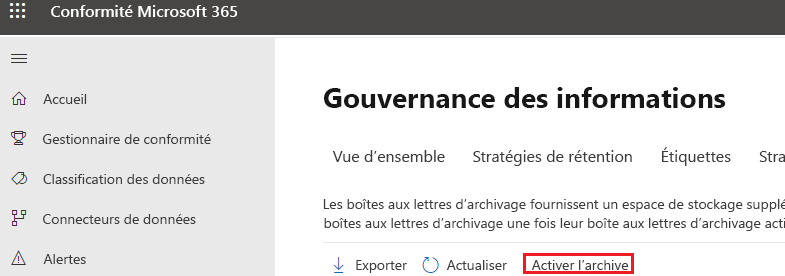 Conformité Microsoft 365
Accueil
Gestionnaire de conformité
Classification des données
Connecteurs de données
Alertes
Gouvernance des informations
Vue d’ensemble Stratégies de rétention Étiquettes Stra
Les boîtes aux lettres d’archivage fournissent un espace de stockage supplé
boîtes aux lettres d’archivage une fois leur boîte aux lettres d’archivage acti
Exporter Actualiser Activer l’archive